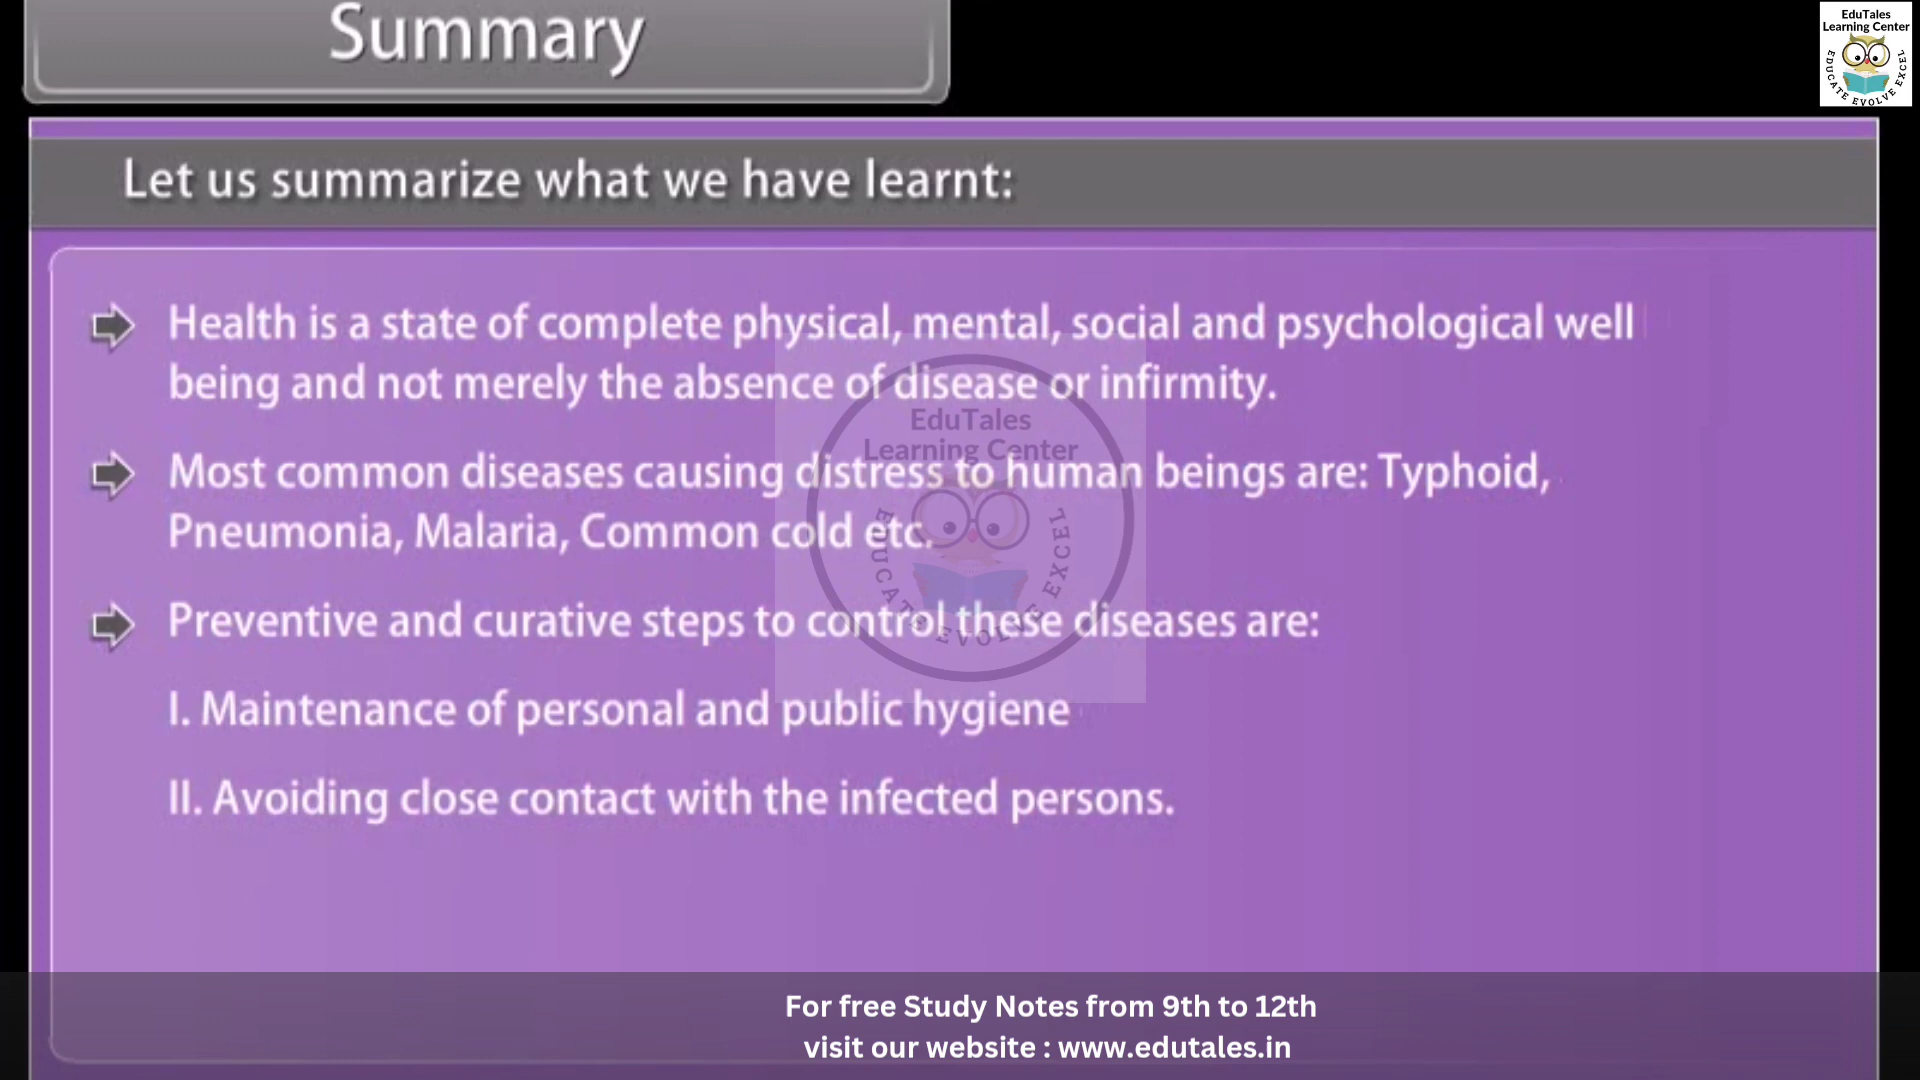 Summary
EduTales
Learning Center
EDUCATE EVOLVE EXCEL
Let us summarize what we have learnt:
Health is a state of complete physical, mental, social and psychological well
being and not merely the absence of disease or infirmity.
EduTales
Learning Center
Most common diseases causing distress to human beings are: Typhoid,
Pneumonia, Malaria, Common cold etc.
EDUCATE EVOLVE EXCEL
Preventive and curative steps to control these diseases are:
I. Maintenance of personal and public hygiene
II. Avoiding close contact with the infected persons.
For free Study Notes from 9th to 12th
visit our website : www.edutales.in